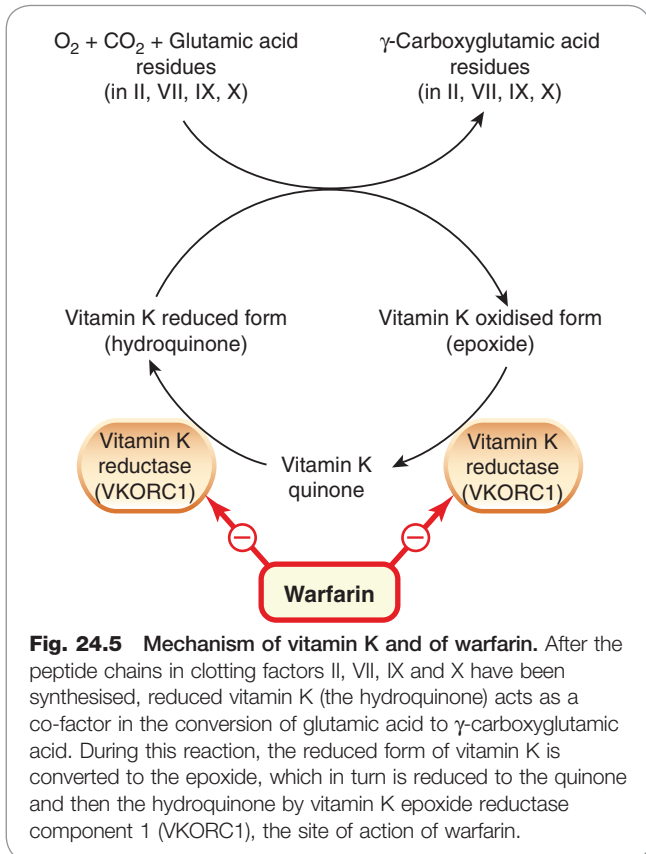 O₂ + CO₂ + Glutamic acid
residues
(in II, VII, IX, X)
γ-Carboxyglutamic acid
residues
(in II, VII, IX, X)
Vitamin K reduced form
(hydroquinone)
Vitamin K oxidised form
(epoxide)
Vitamin K
reductase
(VKORC1)
Vitamin K
quinone
Vitamin K
reductase
(VKORC1)
−
−
Warfarin
Fig. 24.5 Mechanism of vitamin K and of warfarin. After the
peptide chains in clotting factors II, VII, IX and X have been
synthesised, reduced vitamin K (the hydroquinone) acts as a
co-factor in the conversion of glutamic acid to γ-carboxyglutamic
acid. During this reaction, the reduced form of vitamin K is
converted to the epoxide, which in turn is reduced to the quinone
and then the hydroquinone by vitamin K epoxide reductase
component 1 (VKORC1), the site of action of warfarin.